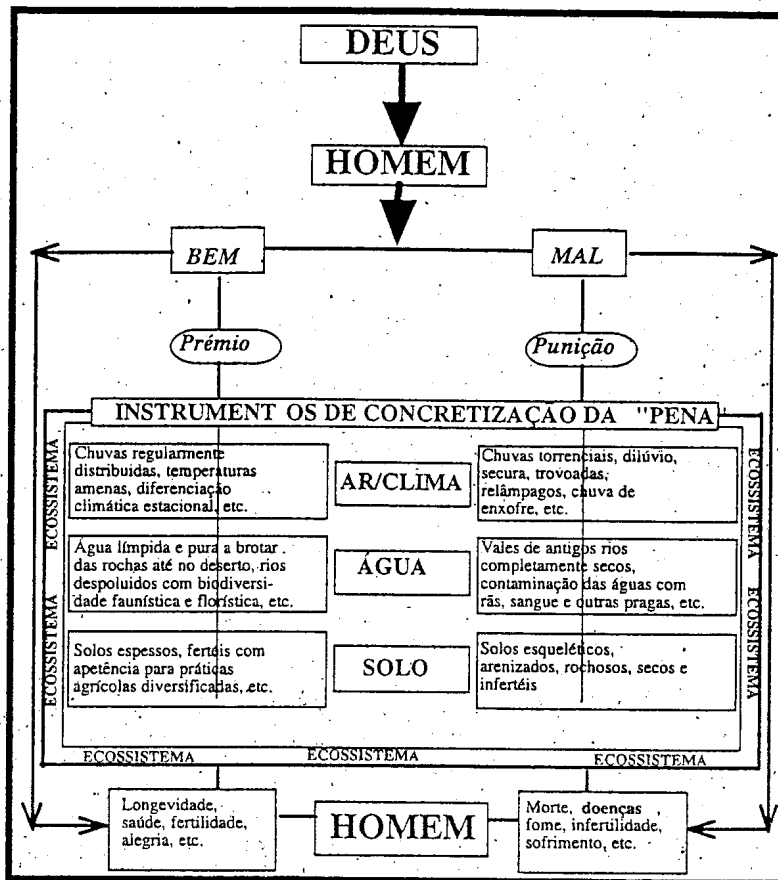 DEUS
HOMEM
BEM
MAL
Prémio
Punição
INSTRUMENT OS DE CONCRETIZAÇÃO DA "PENA"
ECOSSISTEMA
ECOSSISTEMA
Chuvas regularmente
distribuidas, temperaturas
amenas, diferenciação
climática estacional, etc.
AR/CLIMA
Chuvas torrenciais, dilúvio,
secura, trovoadas,
relâmpagos, chuva de
enxofre, etc.
Água límpida e pura a brotar
das rochas até no deserto, rios
despoluidos com biodiversi-
dade faunística e florística, etc.
ÁGUA
Vales de antigos rios
completamente secos,
contaminação das águas com
rãs, sangue e outras pragas, etc.
Solos espessos, fertéis com
apetência para práticas
agrícolas diversificadas, etc.
SOLO
Solos esqueléticos,
arenizados, rochosos, secos e
infertéis
ECOSSISTEMA
ECOSSISTEMA
ECOSSISTEMA
ECOSSISTEMA
ECOSSISTEMA
Longevidade,
saúde, fertilidade,
alegria, etc.
HOMEM
Morte, doenças,
fome, infertilidade,
sofrimento, etc.